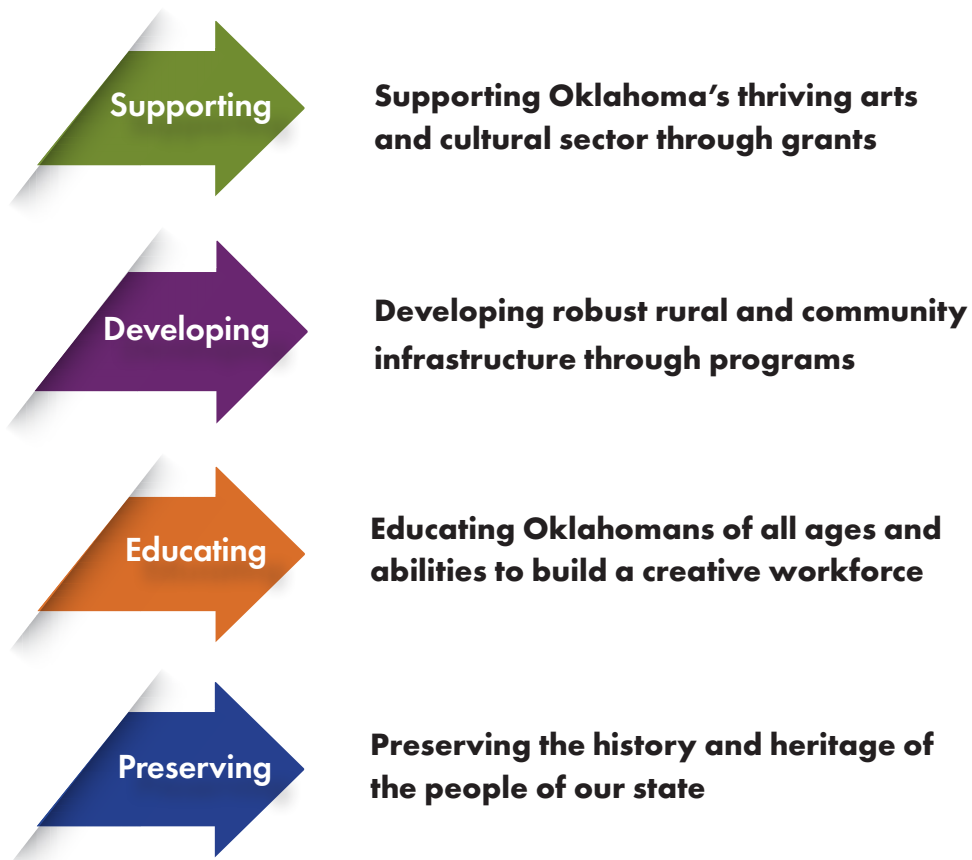 Supporting
Supporting Oklahoma’s thriving arts
and cultural sector through grants
Developing
Developing robust rural and community
infrastructure through programs
Educating
Educating Oklahomans of all ages and
abilities to build a creative workforce
Preserving
Preserving the history and heritage of
the people of our state